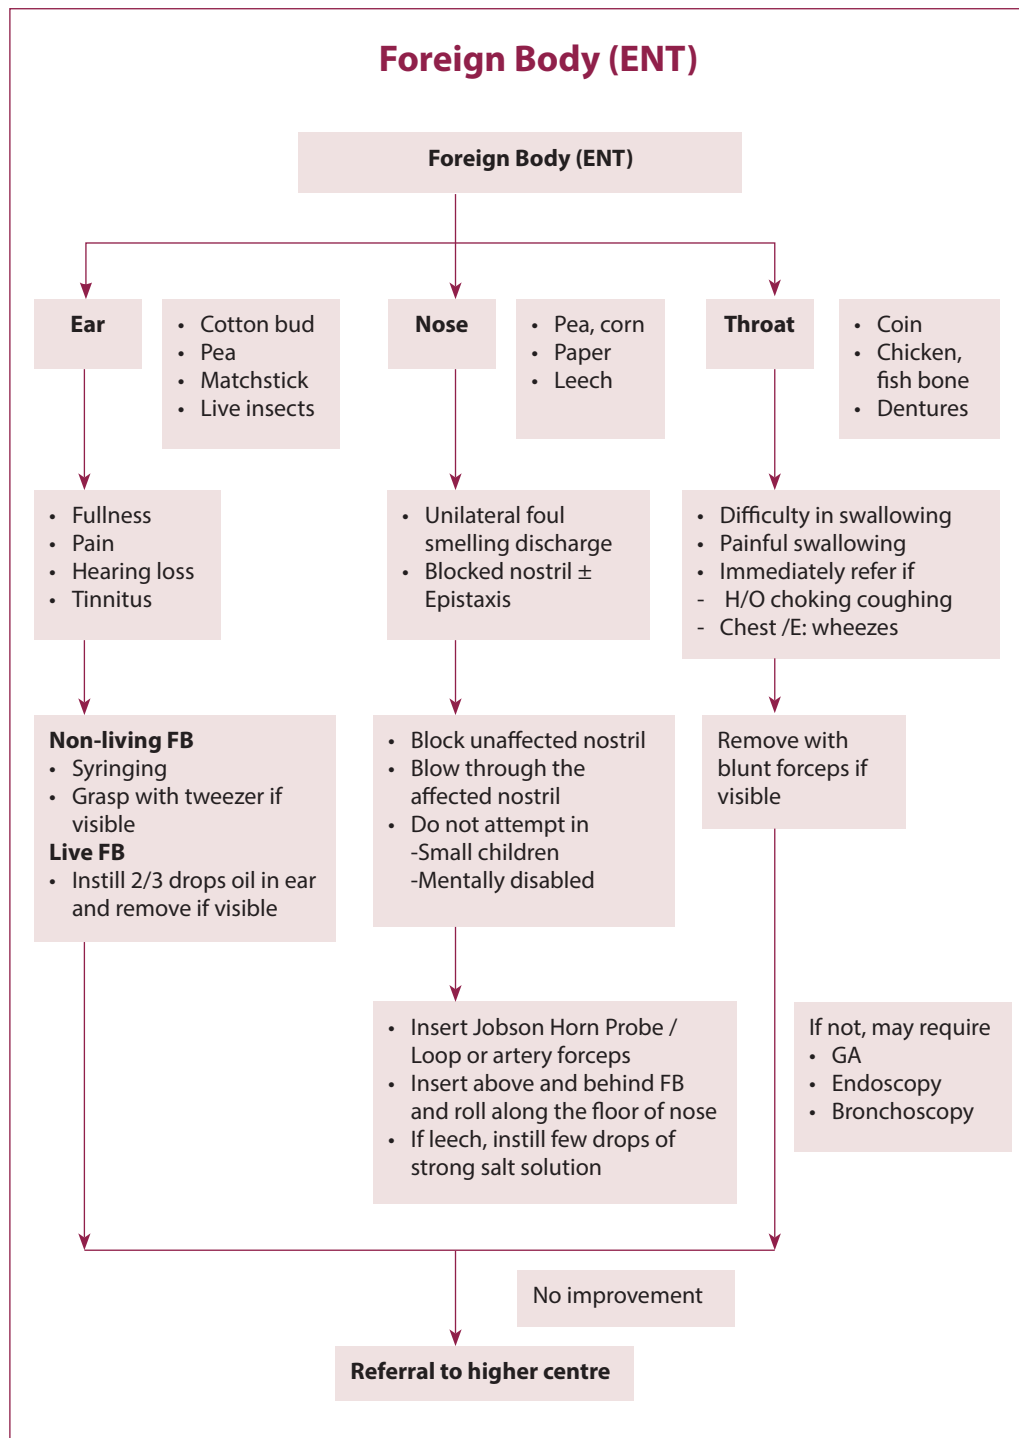 Foreign Body (ENT)
Foreign Body (ENT)
Ear
• Cotton bud
• Pea
• Matchstick
• Live insects
Nose
• Pea, corn
• Paper
• Leech
Throat
• Coin
• Chicken,
fish bone
• Dentures
• Fullness
• Pain
• Hearing loss
• Tinnitus
• Unilateral foul
smelling discharge
• Blocked nostril ±
Epistaxis
• Difficulty in swallowing
• Painful swallowing
• Immediately refer if
- H/O choking coughing
- Chest /E: wheezes
Non-living FB
• Syringing
• Grasp with tweezer if
visible
Live FB
• Instill 2/3 drops oil in ear
and remove if visible
• Block unaffected nostril
• Blow through the
affected nostril
• Do not attempt in
-Small children
-Mentally disabled
Remove with
blunt forceps if
visible
• Insert Jobson Horn Probe /
Loop or artery forceps
• Insert above and behind FB
and roll along the floor of nose
• If leech, instill few drops of
strong salt solution
If not, may require
• GA
• Endoscopy
• Bronchoscopy
No improvement
Referral to higher centre